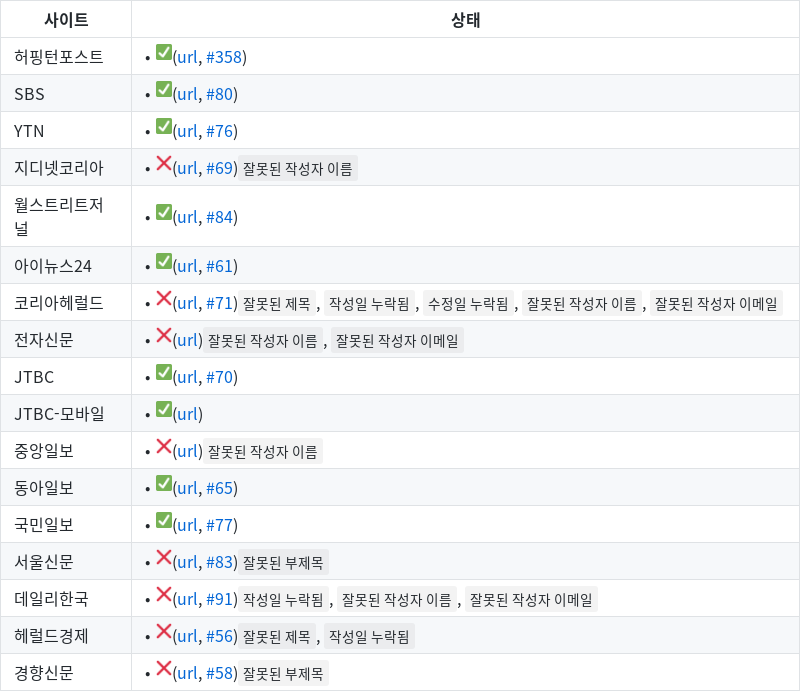 사이트 상태
허핑턴포스트 • ✅(url, #358)
SBS • ✅(url, #80)
YTN • ✅(url, #76)
지디넷코리아 • ❌(url, #69) 잘못된 작성자 이름
월스트리트저
널 • ✅(url, #84)
아이뉴스24 • ✅(url, #61)
코리아헤럴드 • ❌(url, #71) 잘못된 제목 , 작성일 누락됨 , 수정일 누락됨 , 잘못된 작성자 이름 , 잘못된 작성자 이메일
전자신문 • ❌(url) 잘못된 작성자 이름 , 잘못된 작성자 이메일
JTBC • ✅(url, #70)
JTBC-모바일 • ✅(url)
중앙일보 • ❌(url) 잘못된 작성자 이름
동아일보 • ✅(url, #65)
국민일보 • ✅(url, #77)
서울신문 • ❌(url, #83) 잘못된 부제목
데일리한국 • ❌(url, #91) 작성일 누락됨 , 잘못된 작성자 이름 , 잘못된 작성자 이메일
헤럴드경제 • ❌(url, #56) 잘못된 제목 , 작성일 누락됨
경향신문 • ❌(url, #58) 잘못된 부제목